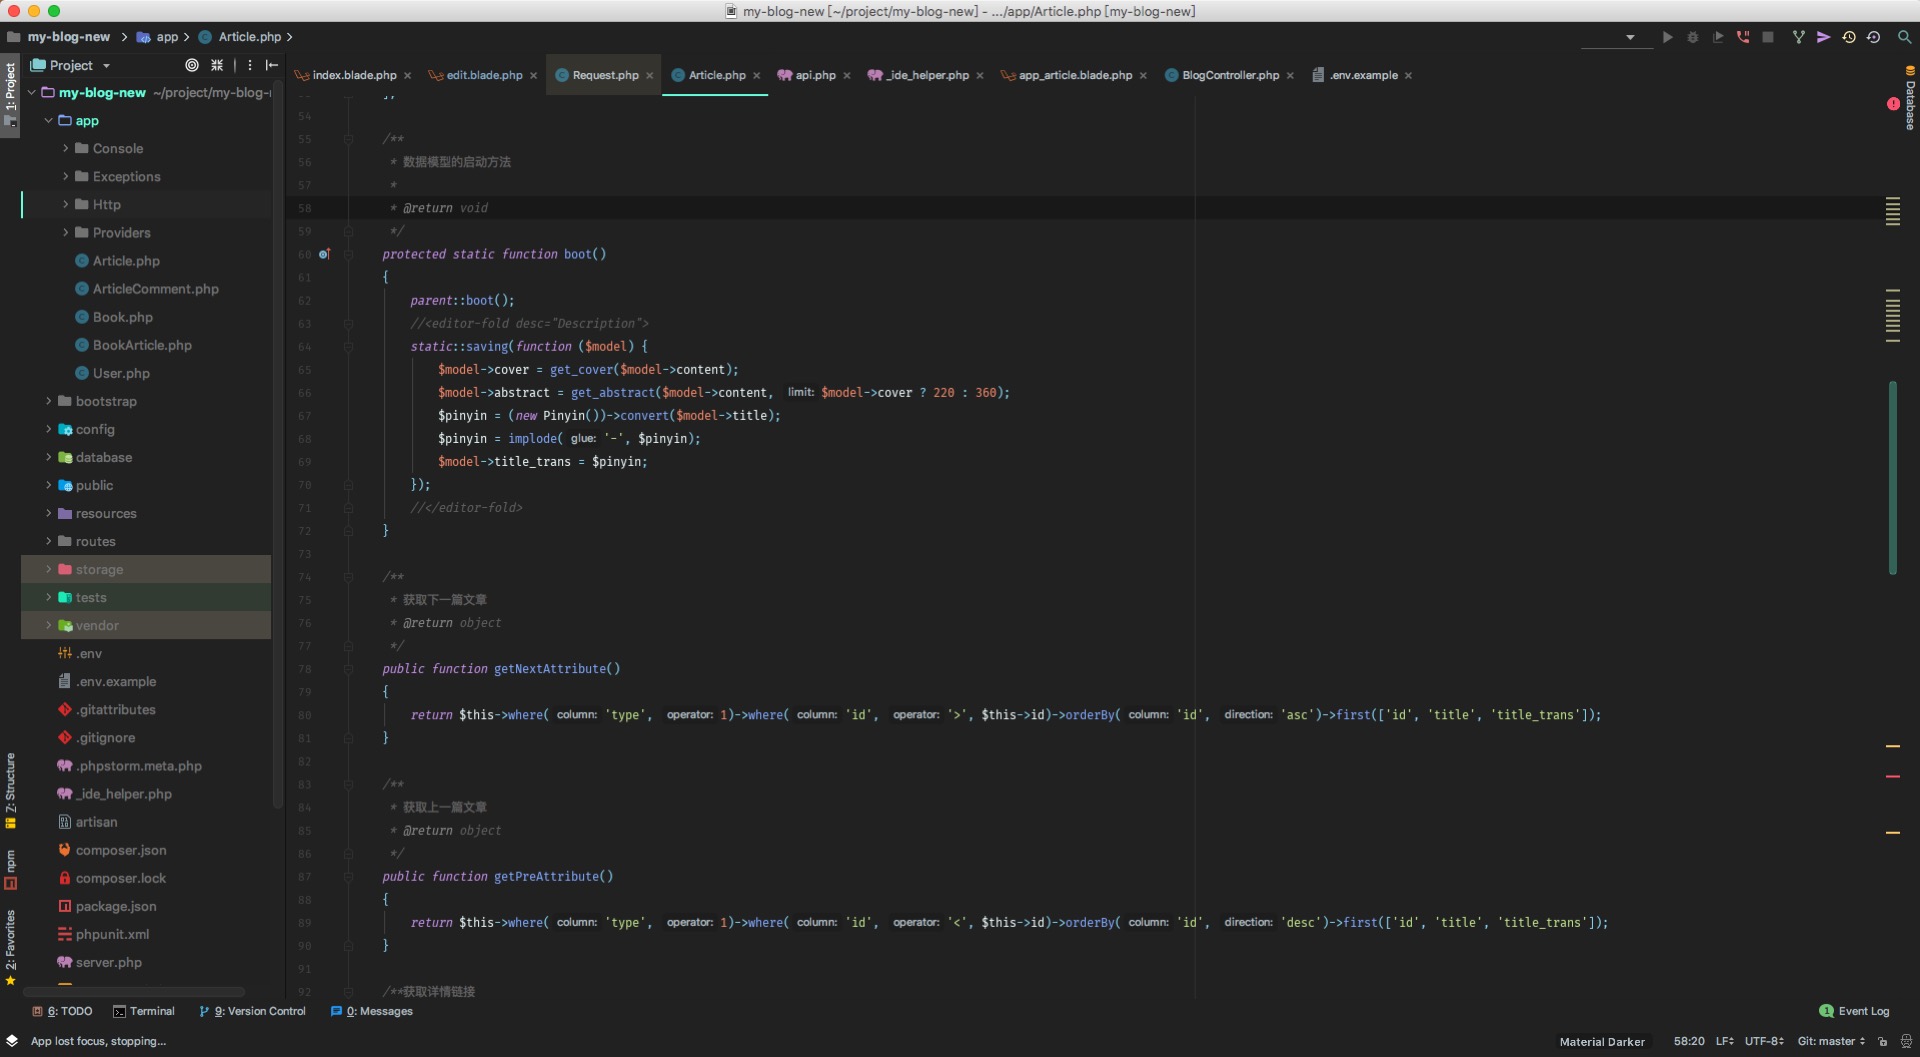 my-blog-new [~/project/my-blog-new] - .../app/Article.php [my-blog-new]
my-blog-new
app
Article.php
1: Project
Project
index.blade.php
edit.blade.php
Request.php
Article.php
api.php
_ide_helper.php
app_article.blade.php
BlogController.php
.env.example
Database
my-blog-new ~/project/my-blog-
app
Console
Exceptions
Http
Providers
Article.php
ArticleComment.php
Book.php
BookArticle.php
User.php
bootstrap
config
database
public
resources
routes
storage
tests
vendor
.env
.env.example
.gitattributes
.gitignore
.phpstorm.meta.php
_ide_helper.php
artisan
composer.json
composer.lock
package.json
phpunit.xml
server.php
7: Structure
npm
2: Favorites
54
55 /**
56 * 数据模型的启动方法
57 *
58 * @return void
59 */
60 protected static function boot()
61 {
62 parent::boot();
63 //<editor-fold desc="Description">
64 static::saving(function ($model) {
65 $model->cover = get_cover($model->content);
66 $model->abstract = get_abstract($model->content, limit: $model->cover ? 220 : 360);
67 $pinyin = (new Pinyin())->convert($model->title);
68 $pinyin = implode( glue: '-', $pinyin);
69 $model->title_trans = $pinyin;
70 });
71 //</editor-fold>
72 }
73
74 /**
75 * 获取下一篇文章
76 * @return object
77 */
78 public function getNextAttribute()
79 {
80 return $this->where( column: 'type', operator: 1)->where( column: 'id', operator: '>', $this->id)->orderBy( column: 'id', direction: 'asc')->first(['id', 'title', 'title_trans']);
81 }
82
83 /**
84 * 获取上一篇文章
85 * @return object
86 */
87 public function getPreAttribute()
88 {
89 return $this->where( column: 'type', operator: 1)->where( column: 'id', operator: '<', $this->id)->orderBy( column: 'id', direction: 'desc')->first(['id', 'title', 'title_trans']);
90 }
91
92 /**获取详情链接
6: TODO
Terminal
9: Version Control
0: Messages
1 Event Log
App lost focus, stopping...
Material Darker
58:20
LF
UTF-8
Git: master